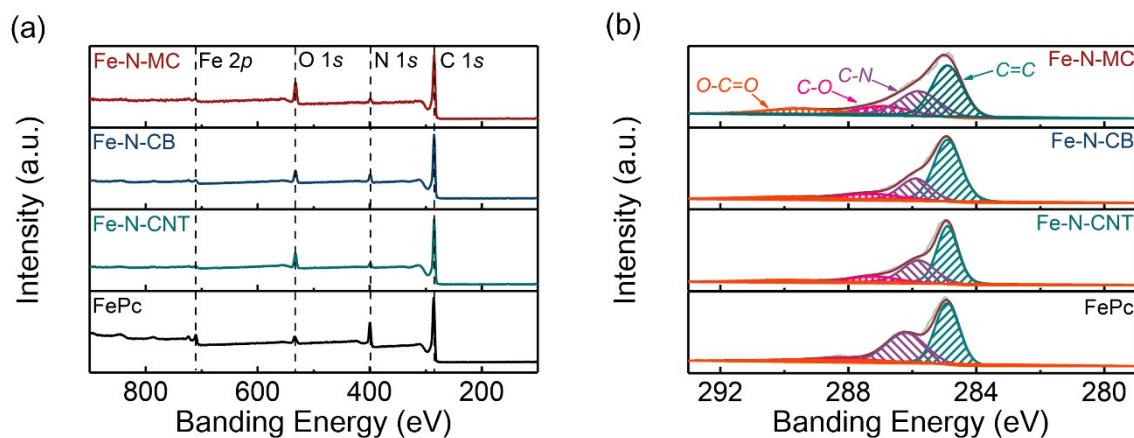 (a)
Fe-N-MC
Fe 2p
O 1s
N 1s
C 1s
Fe-N-CB
Fe-N-CNT
FePc
Intensity (a.u.)
800
600
400
200
Banding Energy (eV)
(b)
Fe-N-MC
O-C=O
C-O
C-N
C=C
Fe-N-CB
Fe-N-CNT
FePc
Intensity (a.u.)
292
288
284
280
Banding Energy (eV)